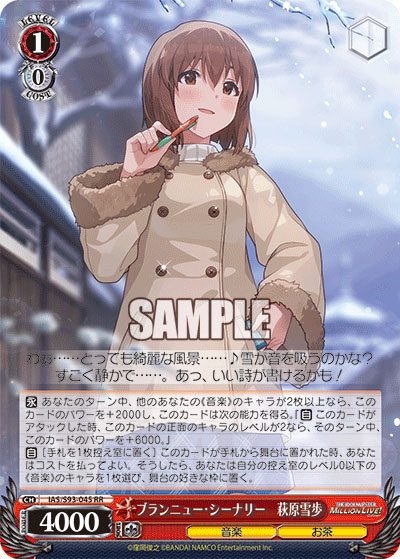 LEVEL
1
0
COST
SAMPLE
わぁ……とっても綺麗な風景……♪雪が音を吸うのかな?
すごく静かで……。あっ、いい詩が書けるかも!
永 あなたのターン中、他のあなたの《音楽》のキャラが2枚以上なら、このカードのパワーを+2000し、このカードは次の能力を得る。『自 このカードがアタックした時、このカードの正面のキャラのレベルが2なら、そのターン中、このカードのパワーを+6000。』
自 [手札を1枚控え室に置く] このカードが手札から舞台に置かれた時、あなたはコストを払ってよい。そうしたら、あなたは自分の控え室のレベル0以下の《音楽》のキャラを1枚選び、舞台の好きな枠に置く。
CH
IAS/S93-045 RR
4000
ブランニュー・シーナリー 萩原雪歩
THE IDOLM@STER
MILLION LIVE!
音楽
お茶
©窪岡俊之 ©BANDAI NAMCO Entertainment Inc.